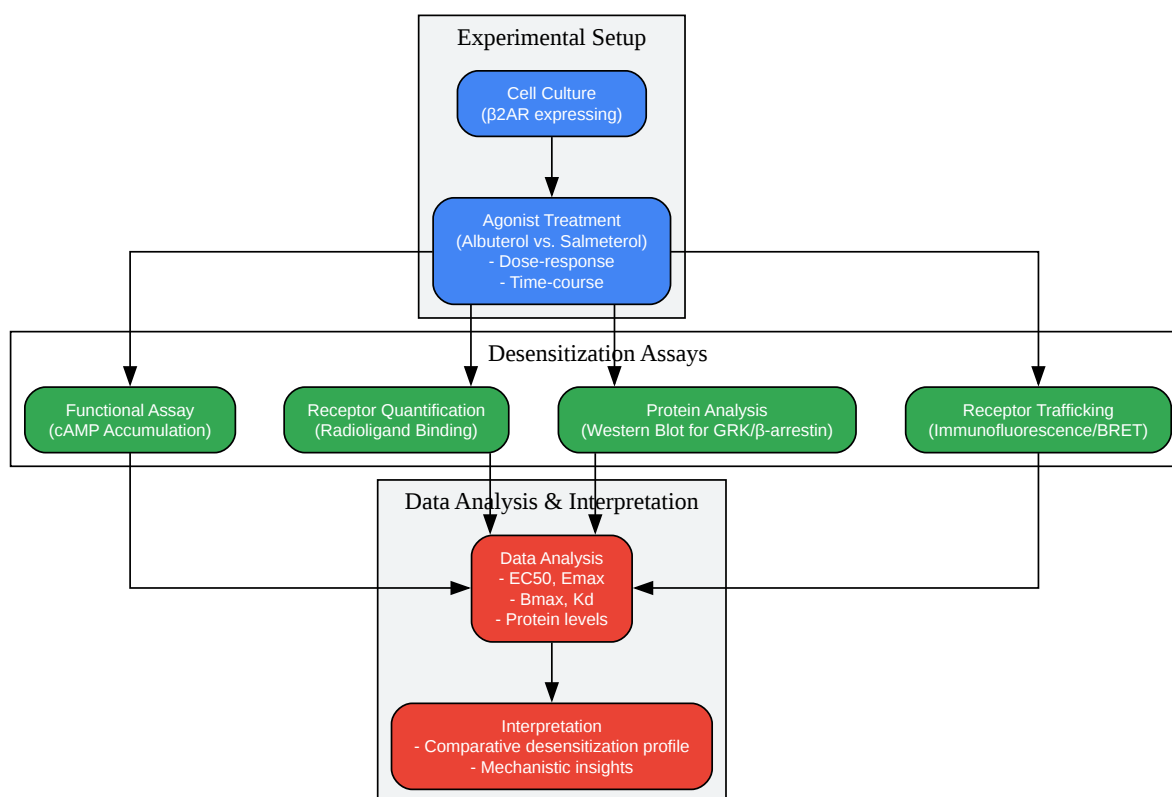 Experimental Setup
Cell Culture
(β2AR expressing)
Agonist Treatment
(Albuterol vs. Salmeterol)
- Dose-response
- Time-course
Desensitization Assays
Functional Assay
(cAMP Accumulation)
Receptor Quantification
(Radioligand Binding)
Protein Analysis
(Western Blot for GRK/β-arrestin)
Receptor Trafficking
(Immunofluorescence/BRET)
Data Analysis & Interpretation
Data Analysis
- EC50, Emax
- Bmax, Kd
- Protein levels
Interpretation
- Comparative desensitization profile
- Mechanistic insights